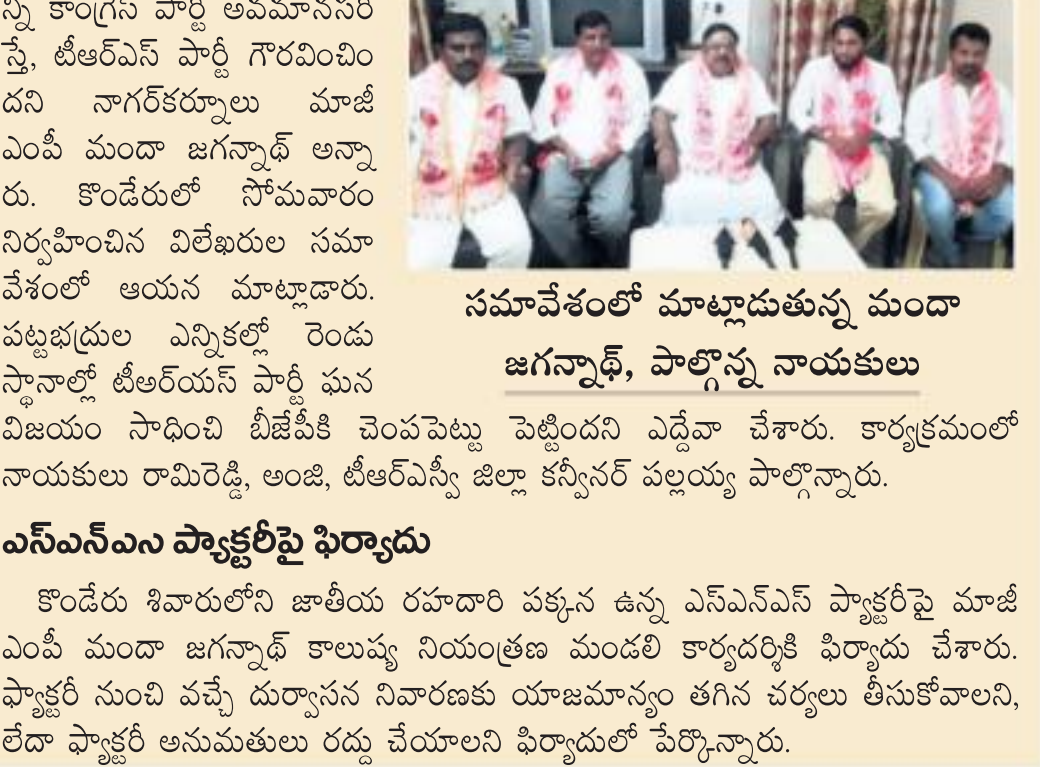 న్ని కాంగ్రెస్ పార్టీ అవమానపరి
స్తే, టీఆర్ఎస్ పార్టీ గౌరవించిం
దని నాగర్‌కర్నూలు మాజీ
ఎంపీ మందా జగన్నాథ్ అన్నా
రు. కొండేరులో సోమవారం
నిర్వహించిన విలేఖరుల సమా
వేశంలో ఆయన మాట్లాడారు.
పట్టభద్రుల ఎన్నికల్లో రెండు
స్థానాల్లో టీఆర్‌యస్ పార్టీ ఘన
విజయం సాధించి బీజేపీకి చెంపపెట్టు పెట్టిందని ఎద్దేవా చేశారు. కార్యక్రమంలో
నాయకులు రామిరెడ్డి, అంజి, టీఆర్ఎస్వీ జిల్లా కన్వీనర్ పల్లయ్య పాల్గొన్నారు.
సమావేశంలో మాట్లాడుతున్న మందా
జగన్నాథ్, పాల్గొన్న నాయకులు
ఎస్ఎన్ఎస ప్యాక్టరీపై ఫిర్యాదు
కొండేరు శివారులోని జాతీయ రహదారి పక్కన ఉన్న ఎస్ఎన్ఎస్ ప్యాక్టరీపై మాజీ
ఎంపీ మందా జగన్నాథ్ కాలుష్య నియంత్రణ మండలి కార్యదర్శికి ఫిర్యాదు చేశారు.
ఫ్యాక్టరీ నుంచి వచ్చే దుర్వాసన నివారణకు యాజమాన్యం తగిన చర్యలు తీసుకోవాలని,
లేదా ఫ్యాక్టరీ అనుమతులు రద్దు చేయాలని ఫిర్యాదులో పేర్కొన్నారు.